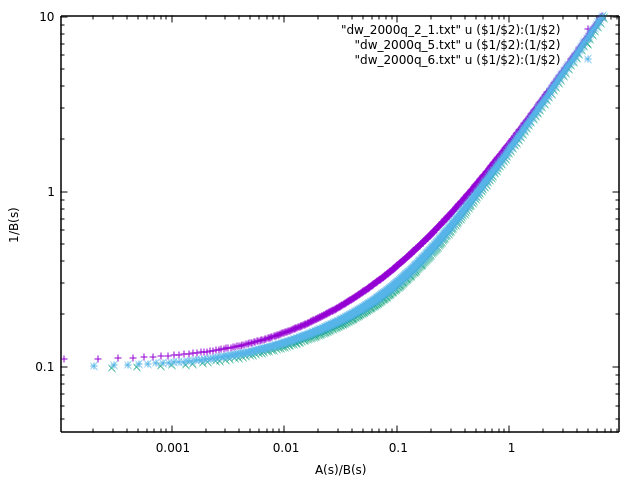 10
1
0.1
1/B(s)
"dw_2000q_2_1.txt" u ($1/$2):(1/$2)
"dw_2000q_5.txt" u ($1/$2):(1/$2)
"dw_2000q_6.txt" u ($1/$2):(1/$2)
0.001 0.01 0.1 1
A(s)/B(s)